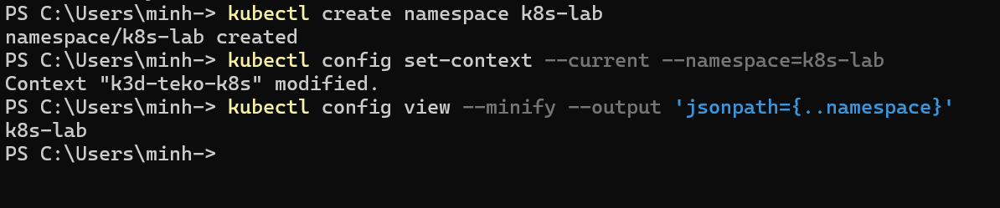 PS C:\Users\minh-> kubectl create namespace k8s-lab
namespace/k8s-lab created
PS C:\Users\minh-> kubectl config set-context --current --namespace=k8s-lab
Context "k3d-teko-k8s" modified.
PS C:\Users\minh-> kubectl config view --minify --output 'jsonpath={..namespace}'
k8s-lab
PS C:\Users\minh->